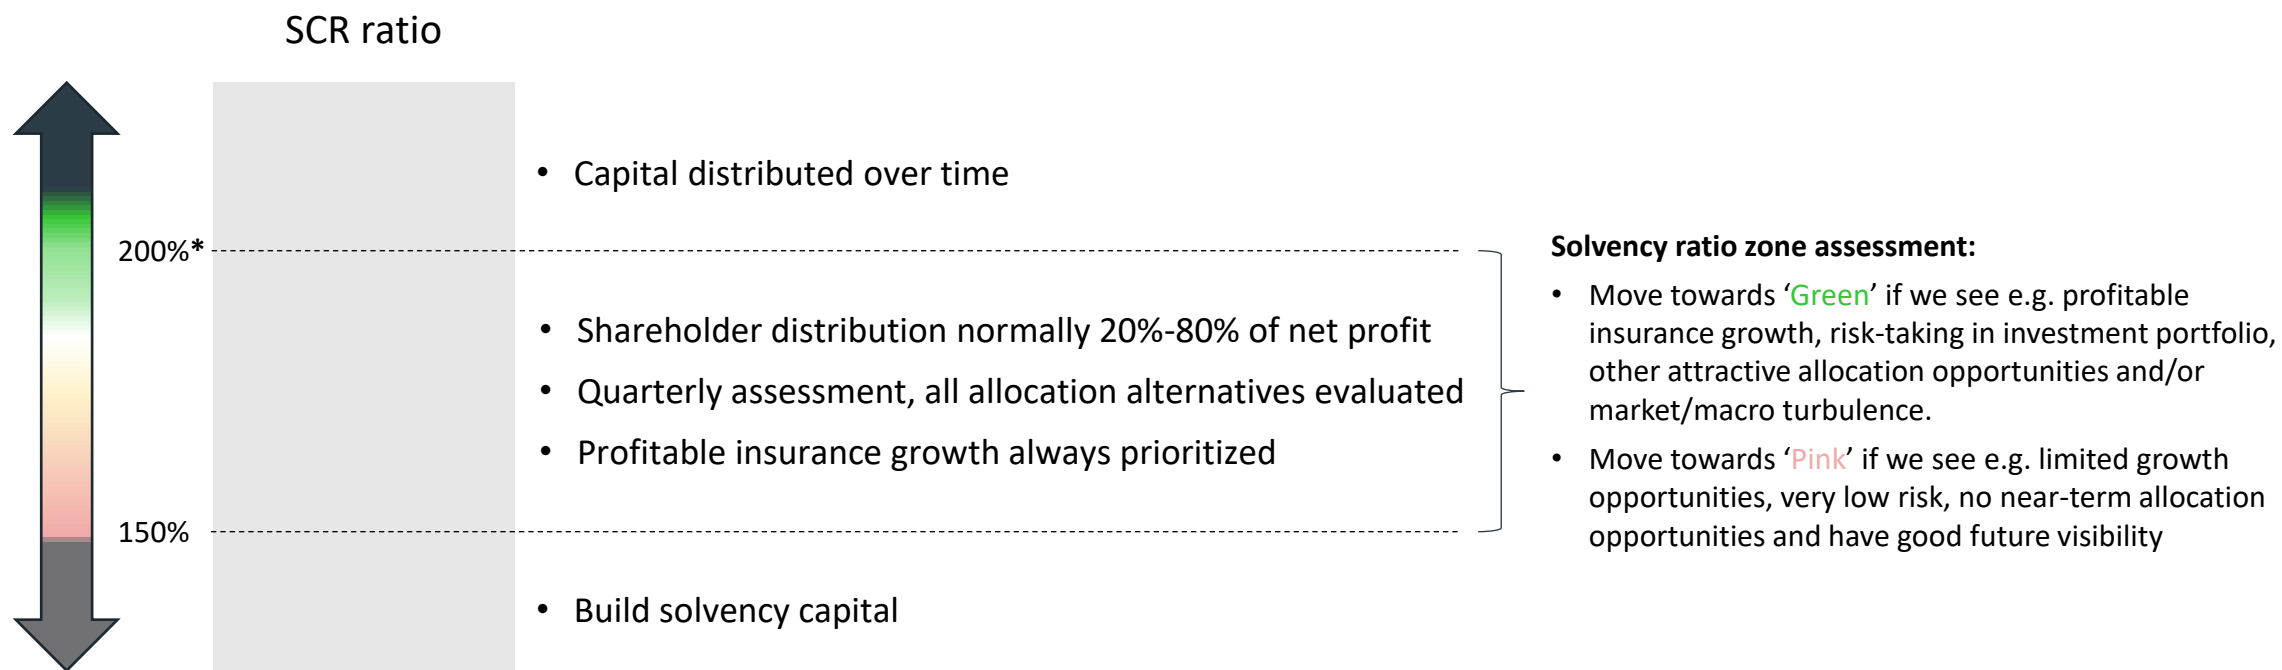 SCR ratio
• Capital distributed over time
200%*
• Shareholder distribution normally 20%-80% of net profit
• Quarterly assessment, all allocation alternatives evaluated
• Profitable insurance growth always prioritized
150%
• Build solvency capital
Solvency ratio zone assessment:
• Move towards ‘Green’ if we see e.g. profitable
insurance growth, risk-taking in investment portfolio,
other attractive allocation opportunities and/or
market/macro turbulence.
• Move towards ‘Pink’ if we see e.g. limited growth
opportunities, very low risk, no near-term allocation
opportunities and have good future visibility